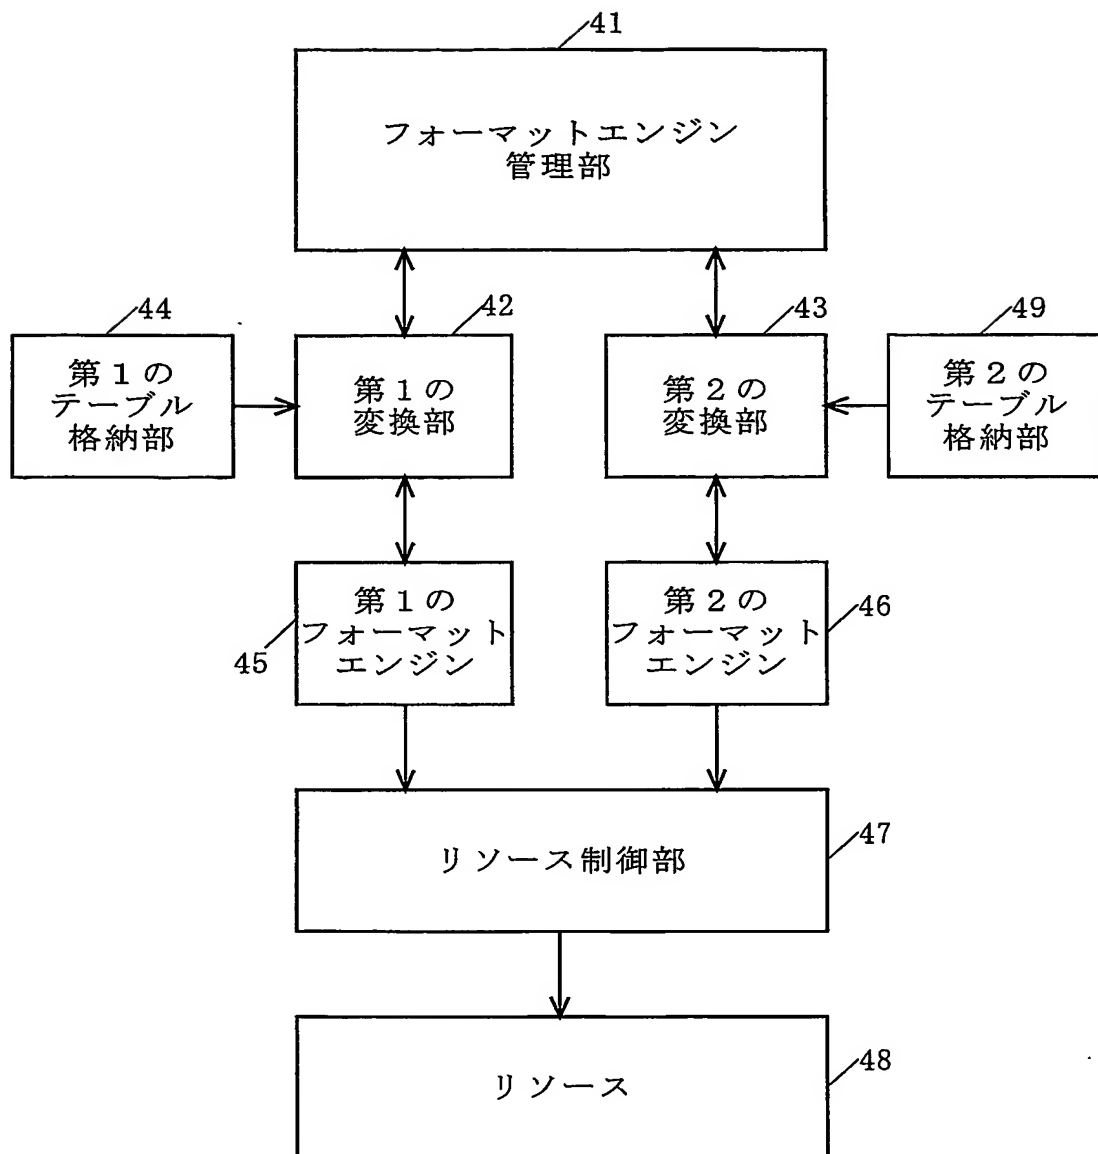 41
フォーマットエンジン
管理部
44
42
43
49
第1の
テーブル
格納部
第1の
変換部
第2の
変換部
第2の
テーブル
格納部
第1の
フォーマット
エンジン
45
第2の
フォーマット
エンジン
46
リソース制御部
47
リソース
48